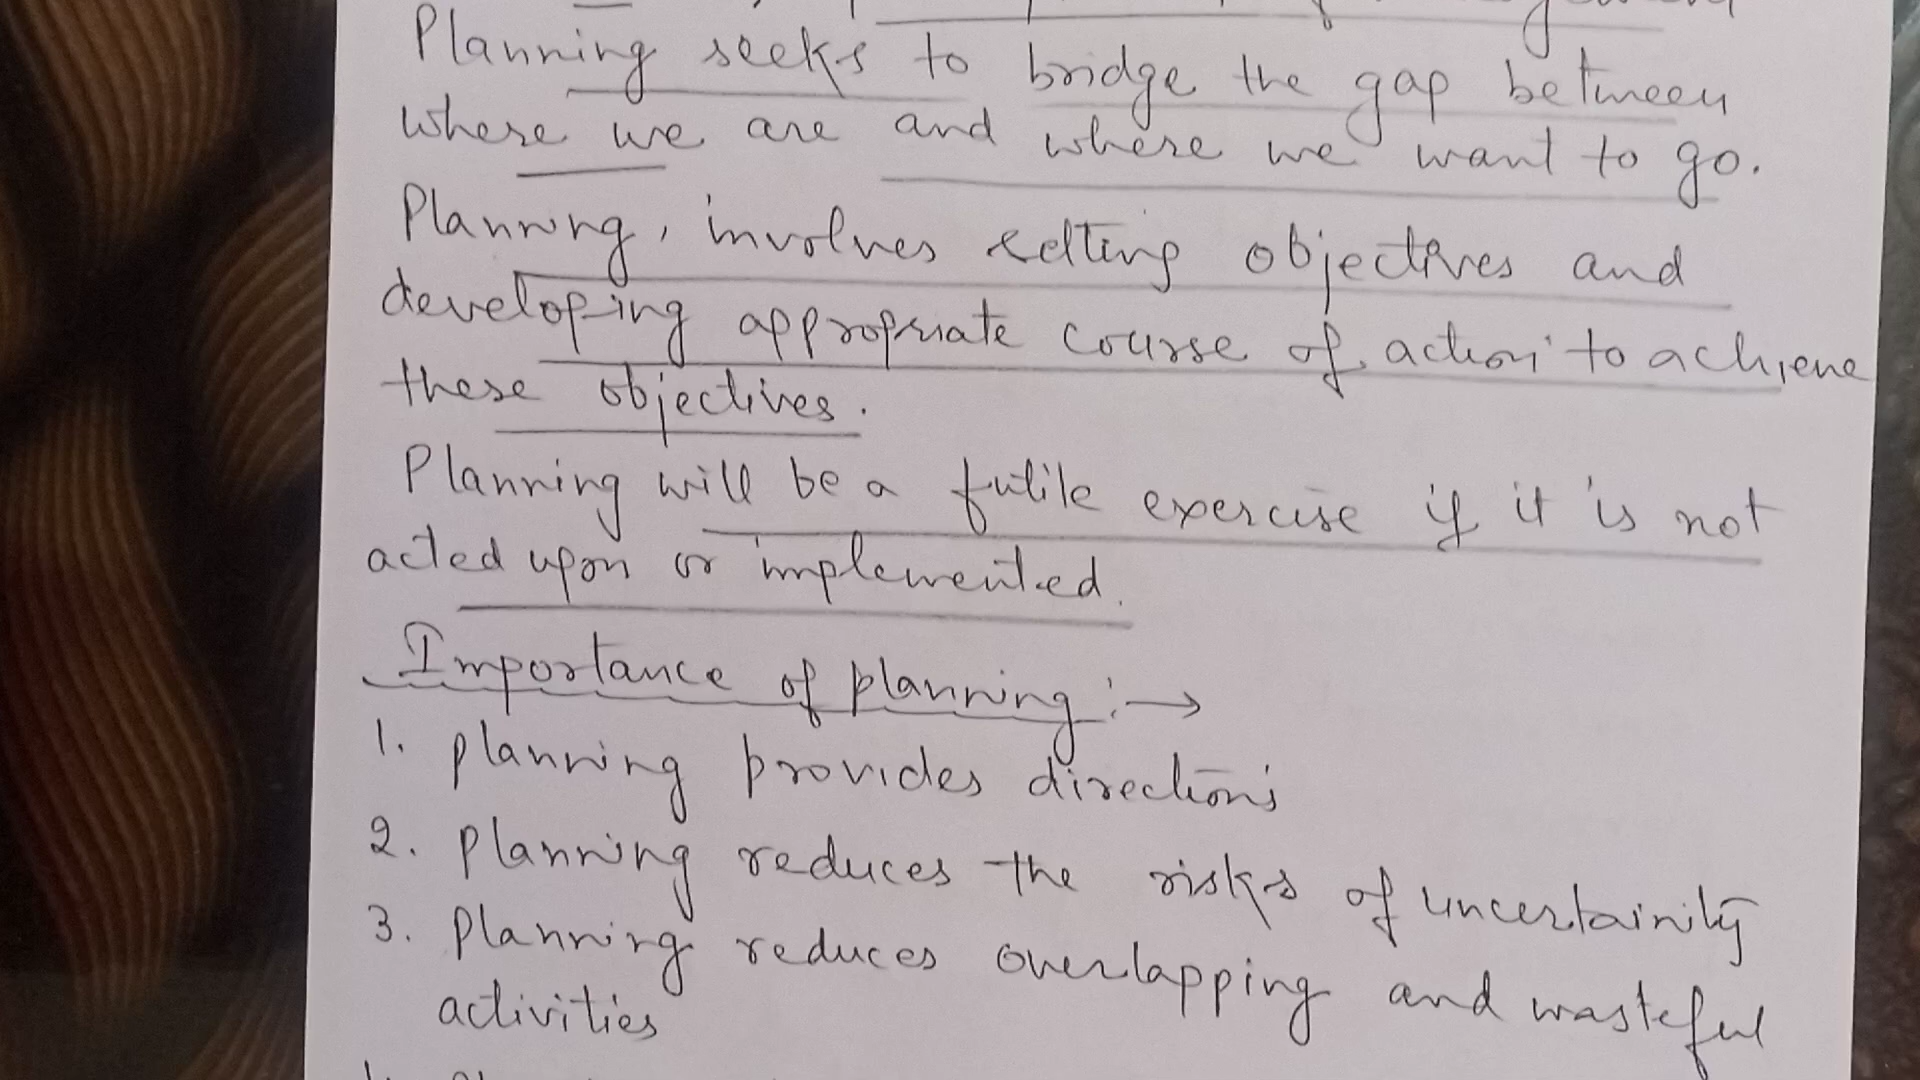 Planning seeks to bridge the gap between
where we are and where we want to go.
Planning, involves setting objectives and
developing appropriate course of action to achieve
these objectives.
Planning will be a futile exercise if it is not
acted upon or implemented.
Importance of planning :→
1. planning provides directions
2. planning reduces the risks of uncertainity
3. planning reduces overlapping and wasteful
activities